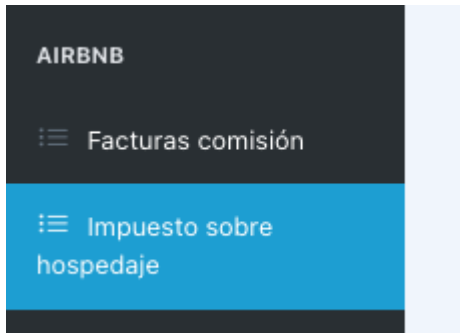 AIRBNB
Facturas comisión
Impuesto sobre
hospedaje